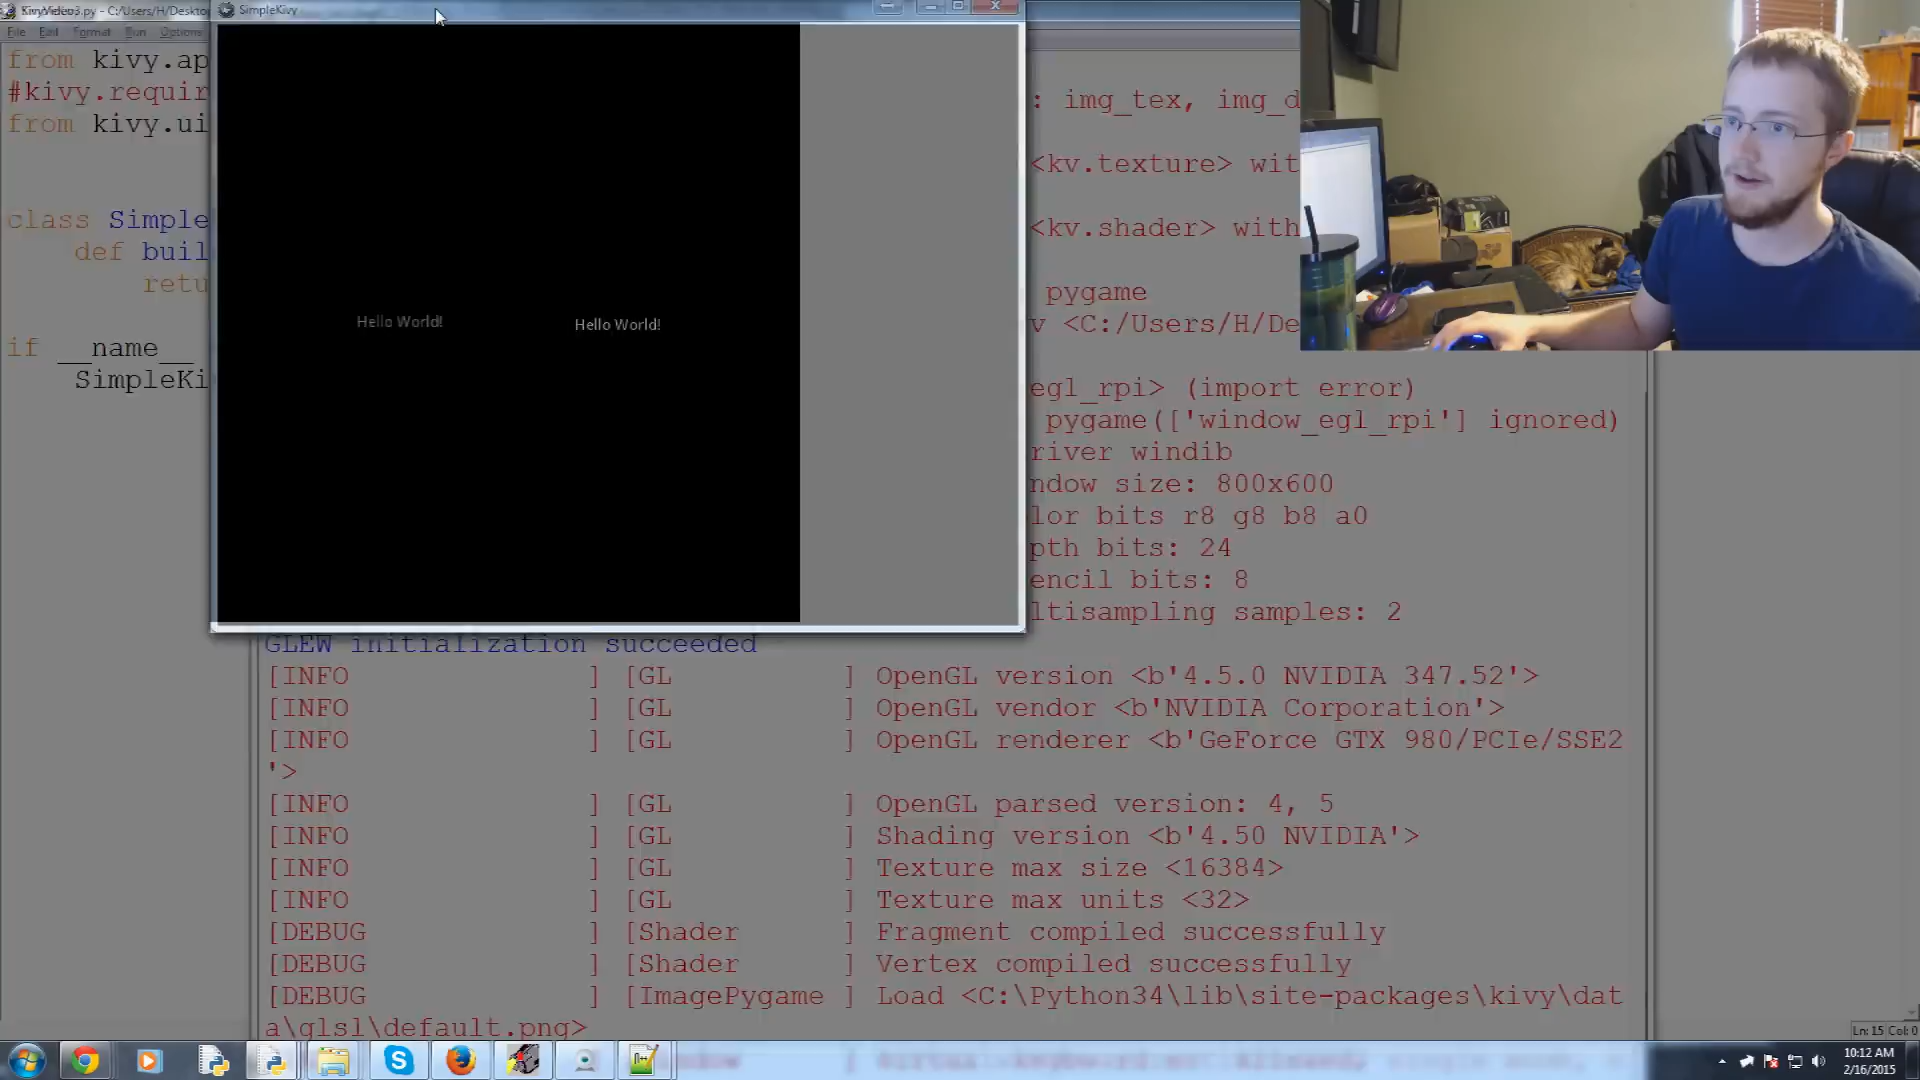 KivyVideo3.py - C:/Users/H/Deskto
SimpleKivy
File Edit Format Run Options
from kivy.ap
#kivy.requir
from kivy.ui
class Simple
def buil
retu
if __name__
SimpleKi
Hello World!
Hello World!
: img_tex, img_d
<kv.texture> wit
<kv.shader> with
pygame
v <C:/Users/H/De
egl_rpi> (import error)
pygame(['window_egl_rpi'] ignored)
river windib
ndow size: 800x600
lor bits r8 g8 b8 a0
pth bits: 24
encil bits: 8
ltisampling samples: 2
GLEW initialization succeeded
[INFO ] [GL ] OpenGL version <b'4.5.0 NVIDIA 347.52'>
[INFO ] [GL ] OpenGL vendor <b'NVIDIA Corporation'>
[INFO ] [GL ] OpenGL renderer <b'GeForce GTX 980/PCIe/SSE2
'>
[INFO ] [GL ] OpenGL parsed version: 4, 5
[INFO ] [GL ] Shading version <b'4.50 NVIDIA'>
[INFO ] [GL ] Texture max size <16384>
[INFO ] [GL ] Texture max units <32>
[DEBUG ] [Shader ] Fragment compiled successfully
[DEBUG ] [Shader ] Vertex compiled successfully
[DEBUG ] [ImagePygame ] Load <C:\Python34\lib\site-packages\kivy\dat
a\glsl\default.png>
Ln: 15 Col: 0
10:12 AM
2/16/2015